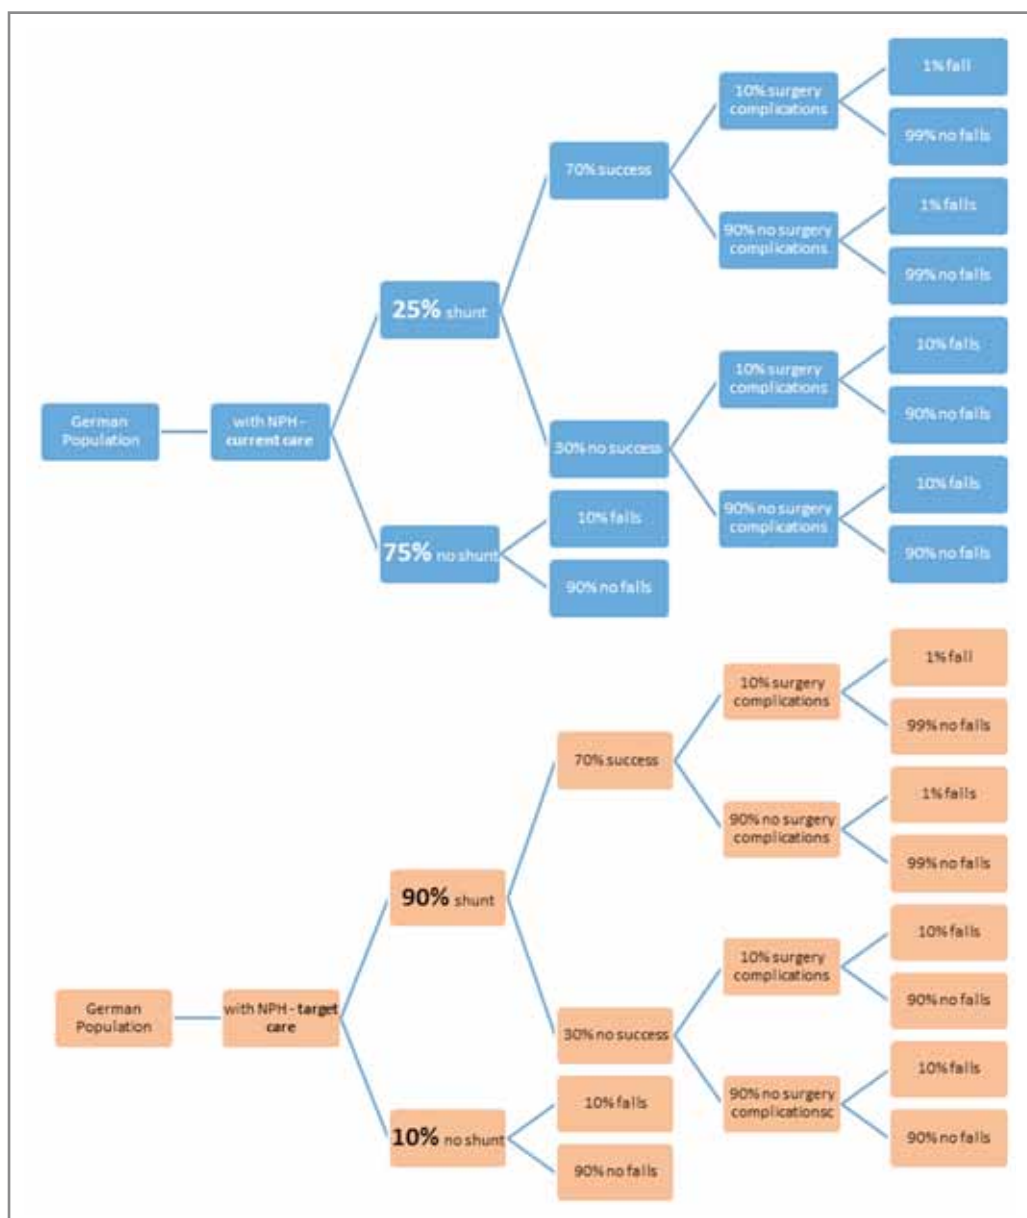 1% fall
10% surgery
complications
99% no falls
70% success
1% falls
90% no surgery
complications
99% no falls
25% shunt
10% falls
10% surgery
complications
90% no falls
German
Population
with NPH -
current care
30% no success
10% falls
90% no surgery
complications
90% no falls
10% falls
75% no shunt
90% no falls
1% fall
10% surgery
complications
99% no falls
70% success
1% falls
90% no surgery
complications
99% no falls
90% shunt
10% falls
10% surgery
complications
90% no falls
German
Population
with NPH - target
care
30% no success
10% falls
90% no surgery
complicationsc
90% no falls
10% falls
10% no shunt
90% no falls